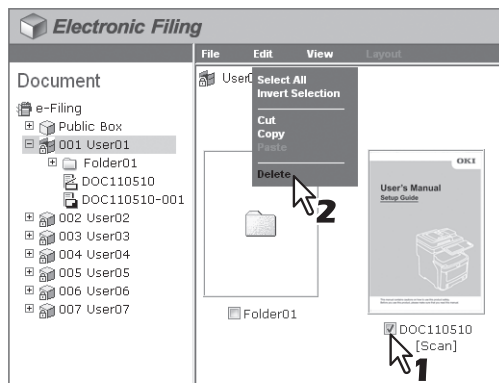 Electronic Filing
File Edit View Layout
Document
e-Filing
Public Box
001 User01
Folder01
DOC110510
DOC110510-001
002 User02
003 User03
004 User04
005 User05
006 User06
007 User07
Select All
Invert Selection
Cut
Copy
Paste
Delete
2
Folder01
OKI
User's Manual
Setup Guide
DOC110510
[Scan]
1